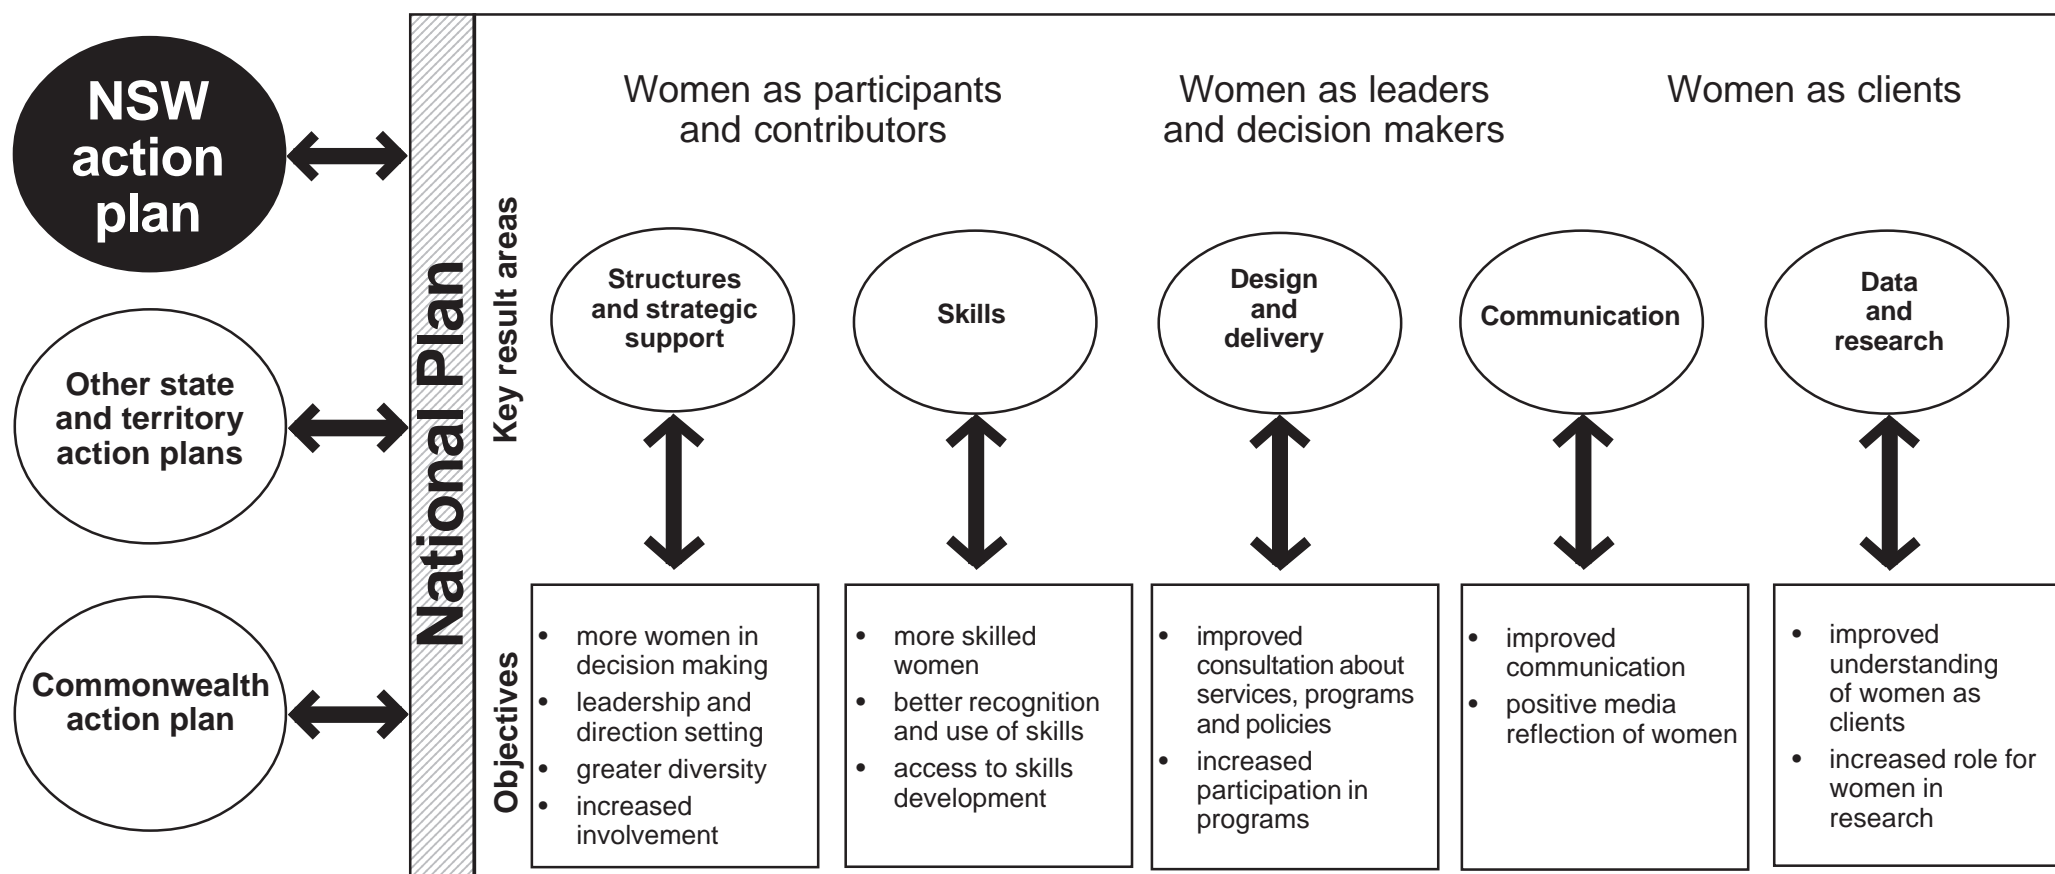 NSW
action
plan
Other state
and territory
action plans
Commonwealth
action plan
National Plan
Women as participants
and contributors
Women as leaders
and decision makers
Women as clients
Key result areas
Structures
and strategic
support
Skills
Design
and
delivery
Communication
Data
and
research
Objectives
• more women in
decision making
• leadership and
direction setting
• greater diversity
• increased
involvement
• more skilled
women
• better recognition
and use of skills
• access to skills
development
• improved
consultation about
services, programs
and policies
• increased
participation in
programs
• improved
communication
• positive media
reflection of women
• improved
understanding
of women as
clients
• increased role for
women in
research